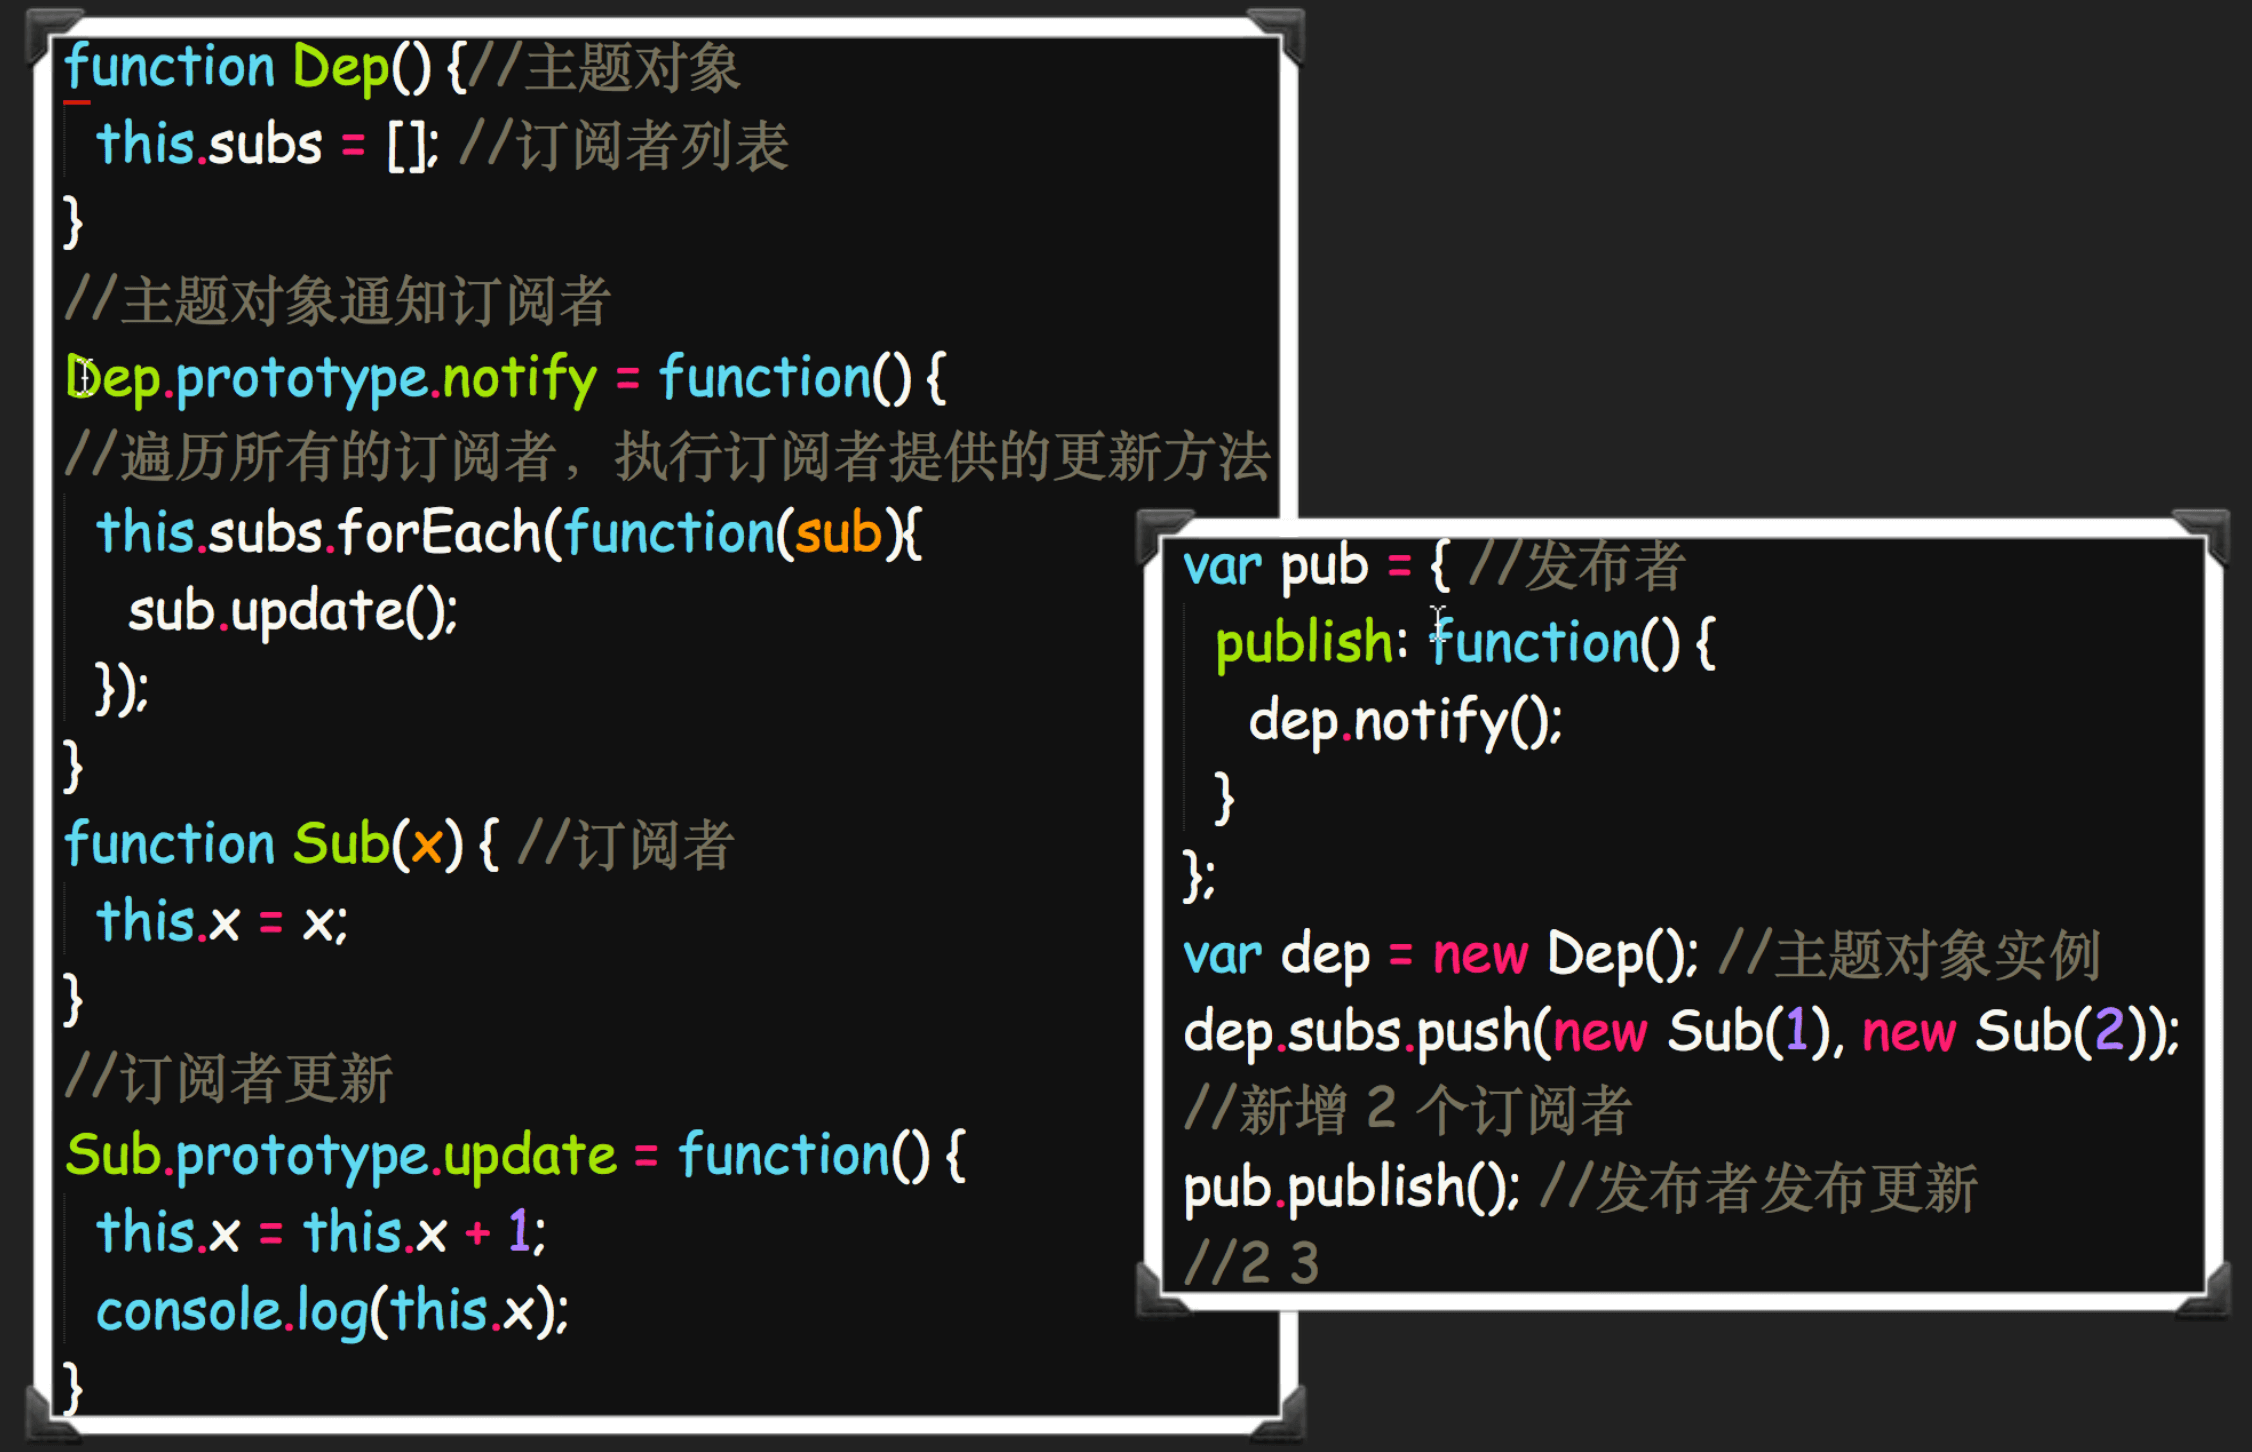 function Dep() {//主题对象
  this.subs = []; //订阅者列表
}
//主题对象通知订阅者
Dep.prototype.notify = function() {
//遍历所有的订阅者，执行订阅者提供的更新方法
  this.subs.forEach(function(sub){
    sub.update();
  });
}
function Sub(x) { //订阅者
  this.x = x;
}
//订阅者更新
Sub.prototype.update = function() {
  this.x = this.x + 1;
  console.log(this.x);
}
var pub = { //发布者
  publish: function() {
    dep.notify();
  }
};
var dep = new Dep(); //主题对象实例
dep.subs.push(new Sub(1), new Sub(2));
//新增 2 个订阅者
pub.publish(); //发布者发布更新
//2 3